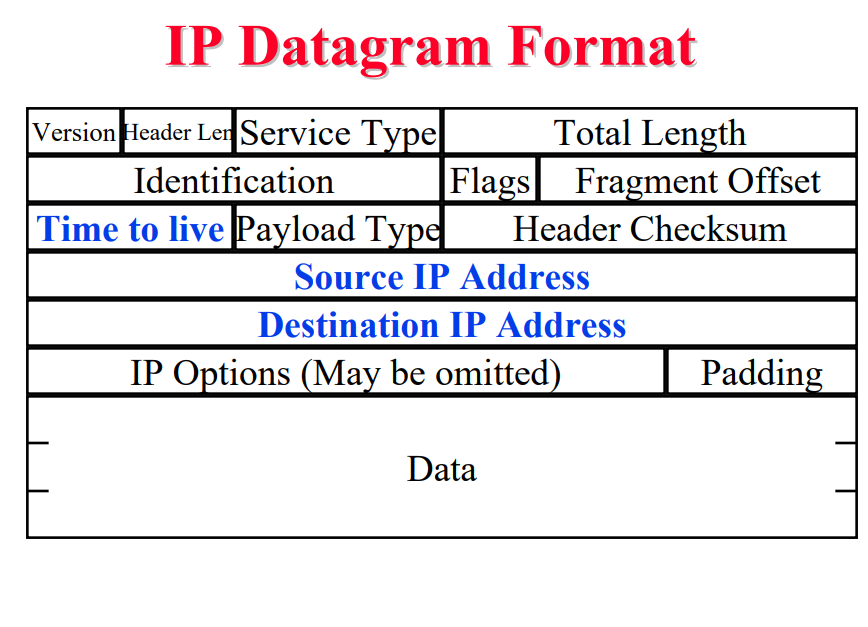 IP Datagram Format
Version Header Len Service Type Total Length
Identification Flags Fragment Offset
Time to live Payload Type Header Checksum
Source IP Address
Destination IP Address
IP Options (May be omitted) Padding
Data